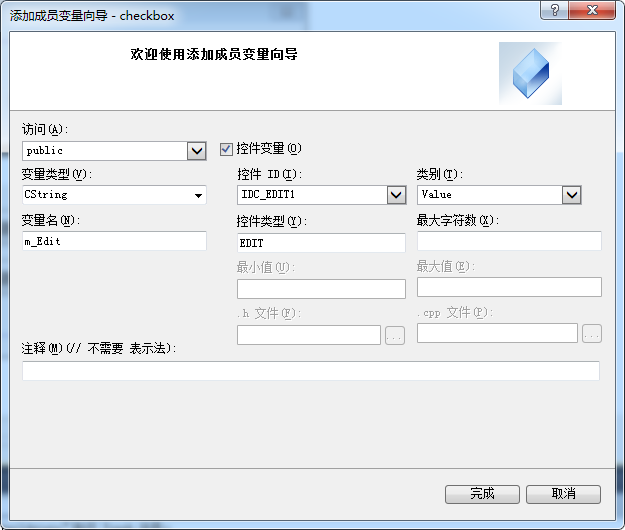 添加成员变量向导 - checkbox
欢迎使用添加成员变量向导
访问(A):
public
控件变量(O)
变量类型(V):
控件 ID(I):
类别(T):
CString
IDC_EDIT1
Value
变量名(N):
控件类型(Y):
最大字符数(X):
m_Edit
EDIT
最小值(U):
最大值(E):
.h 文件(F):
.cpp 文件(P):
...
...
注释(M)(// 不需要 表示法):
完成
取消